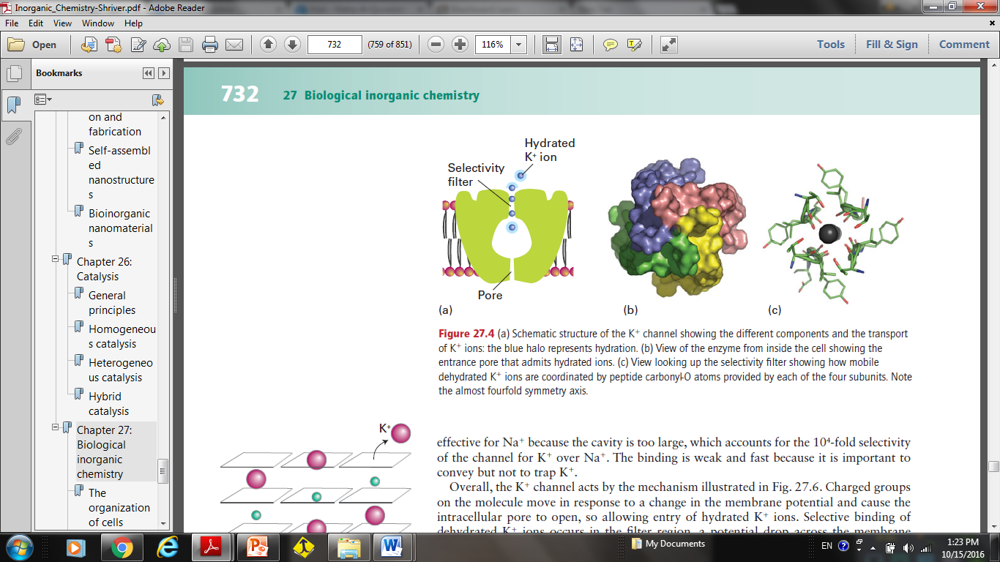 Inorganic_Chemistry-Shriver.pdf - Adobe Reader
File Edit View Window Help
Open
732
(759 of 851)
116%
Tools
Fill & Sign
Comment
Bookmarks
on and
fabrication
Self-assembl
ed
nanostructure
s
Bioinorganic
nanomaterial
s
Chapter 26:
Catalysis
General
principles
Homogeneou
s catalysis
Heterogeneo
us catalysis
Hybrid
catalysis
Chapter 27:
Biological
inorganic
chemistry
The
organization
of cells
732 27 Biological inorganic chemistry
Hydrated
K+ ion
Selectivity
filter
Pore
(a)
(b)
(c)
Figure 27.4 (a) Schematic structure of the K+ channel showing the different components and the transport
of K+ ions: the blue halo represents hydration. (b) View of the enzyme from inside the cell showing the
entrance pore that admits hydrated ions. (c) View looking up the selectivity filter showing how mobile
dehydrated K+ ions are coordinated by peptide carbonyl-O atoms provided by each of the four subunits. Note
the almost fourfold symmetry axis.
K+
effective for Na+ because the cavity is too large, which accounts for the 10⁴-fold selectivity
of the channel for K+ over Na+. The binding is weak and fast because it is important to
convey but not to trap K+.
Overall, the K+ channel acts by the mechanism illustrated in Fig. 27.6. Charged groups
on the molecule move in response to a change in the membrane potential and cause the
intracellular pore to open, so allowing entry of hydrated K+ ions. Selective binding of
dehydrated K+ ions occurs in the filter region, a potential drop across the membrane
My Documents
EN
1:23 PM
10/15/2016